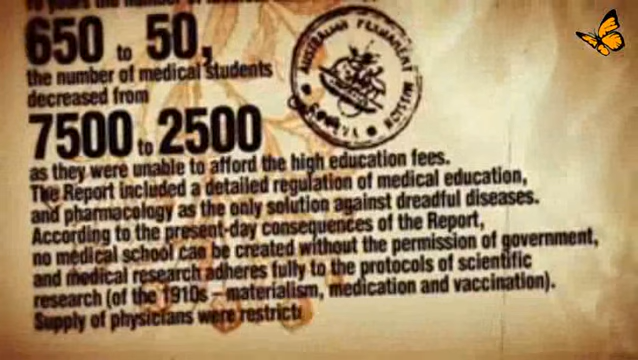 650 to 50,
the number of medical students
decreased from
7500 to 2500
as they were unable to afford the high education fees.
The Report included a detailed regulation of medical education,
and pharmacology as the only solution against dreadful diseases.
According to the present-day consequences of the Report,
no medical school can be created without the permission of government,
and medical research adheres fully to the protocols of scientific
research (of the 1910s - materialism, medication and vaccination).
Supply of physicians were restrict
AUSTRALIAN PERMANENT
MISSION